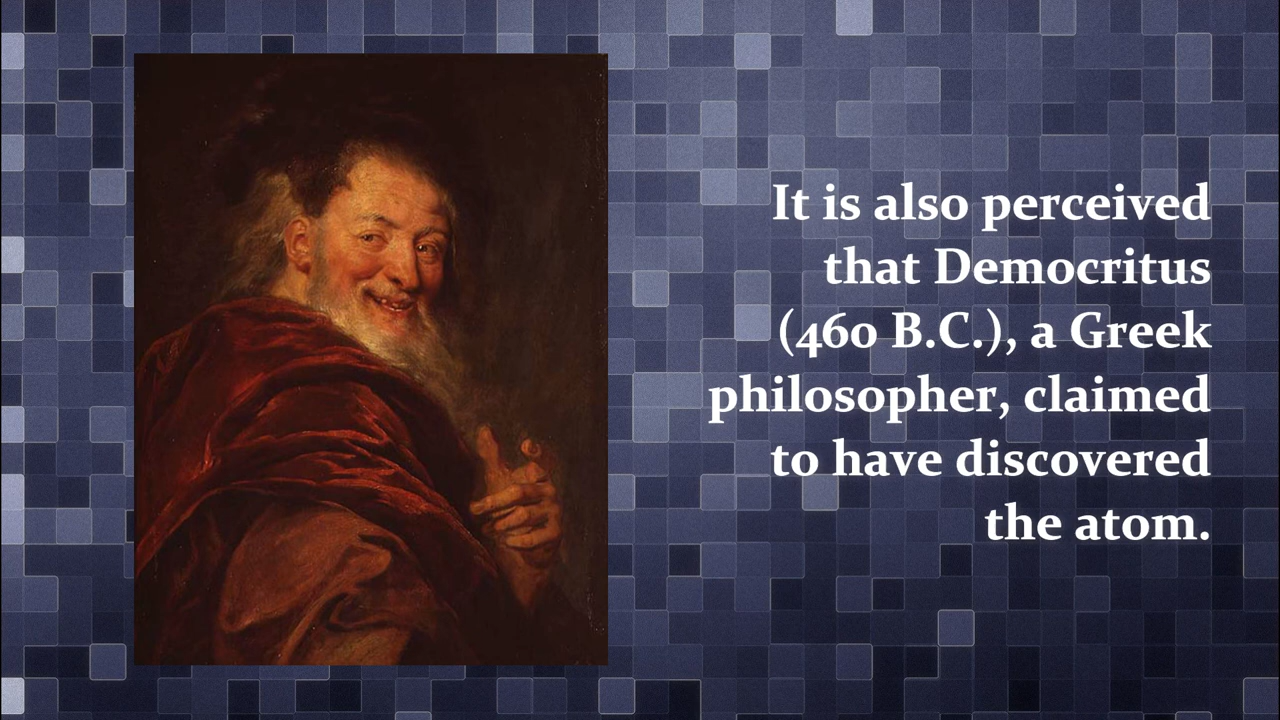 It is also perceived
that Democritus
(460 B.C.), a Greek
philosopher, claimed
to have discovered
the atom.